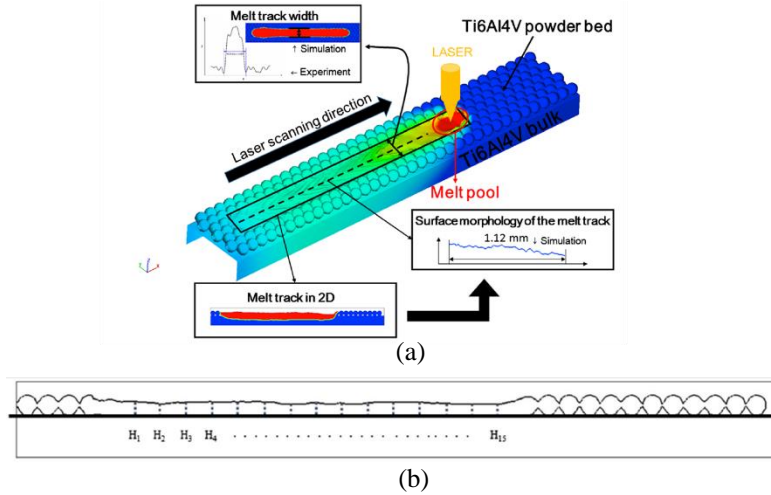 Melt track width
↑ Simulation
← Experiment
LASER
Ti6Al4V powder bed
Laser scanning direction
Ti6Al4V bulk
Melt pool
Surface morphology of the melt track
1.12 mm ↓ Simulation
Melt track in 2D
(a)
H1 H2 H3 H4 . . . . . . . . . . . . . . . . . . . . H15
(b)